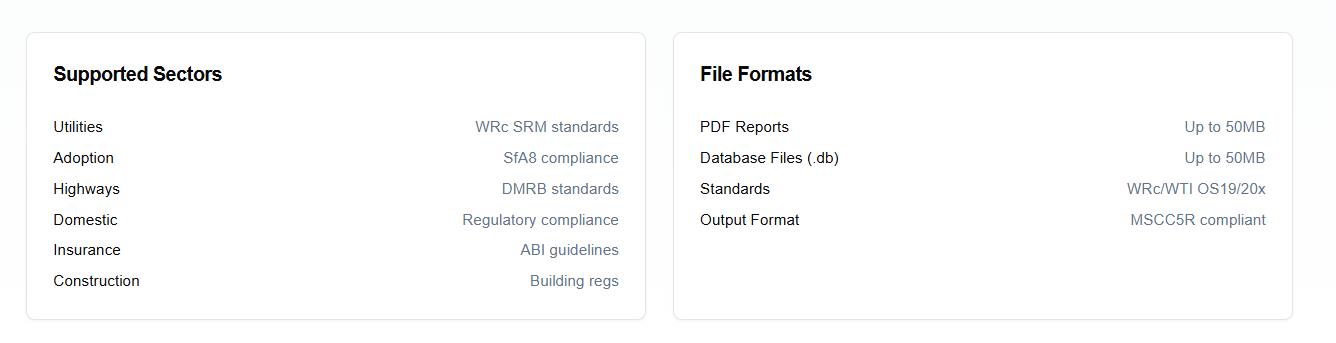 Supported Sectors
Utilities WRc SRM standards
Adoption SfA8 compliance
Highways DMRB standards
Domestic Regulatory compliance
Insurance ABI guidelines
Construction Building regs
File Formats
PDF Reports Up to 50MB
Database Files (.db) Up to 50MB
Standards WRc/WTI OS19/20x
Output Format MSCC5R compliant